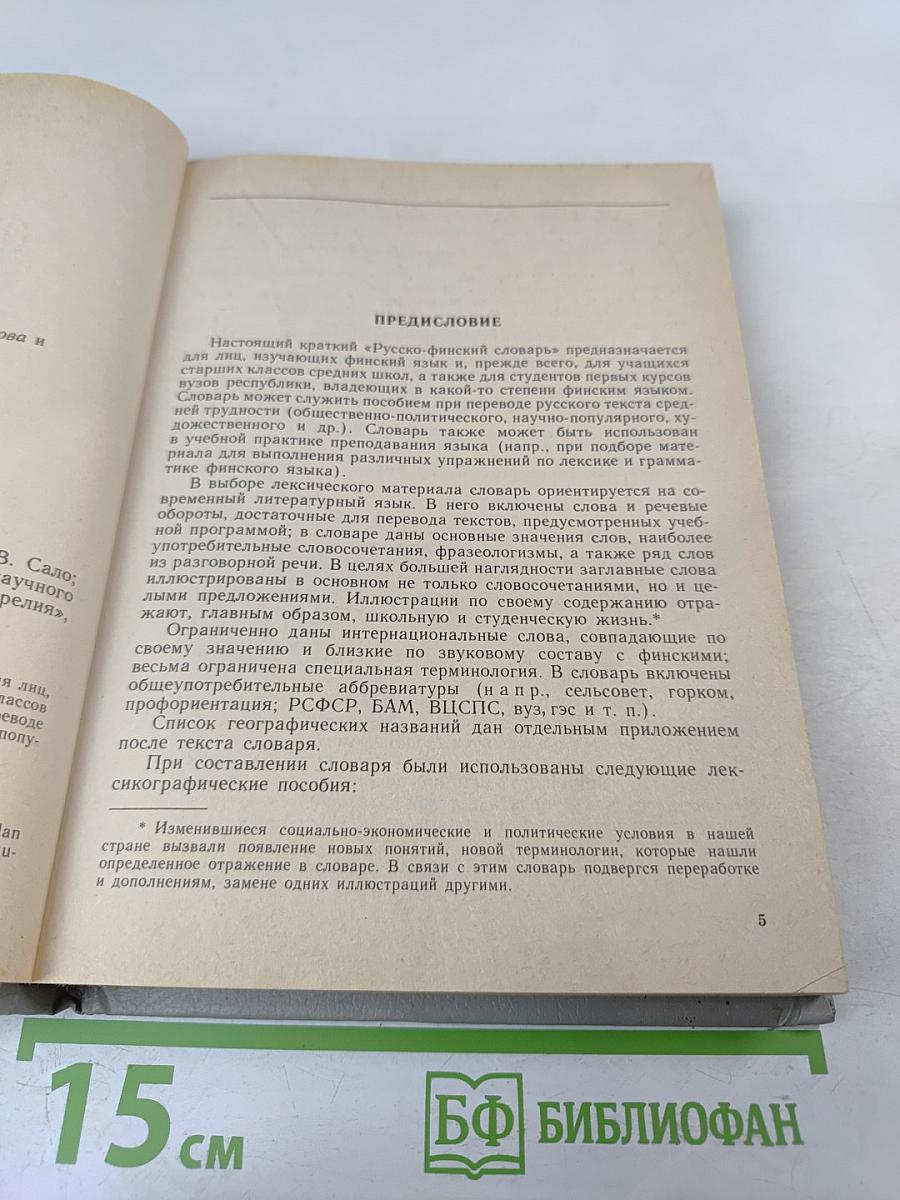 ова и
В. Сало;
научного
релия»,
я лиц,
лассов
реводе
попу-
lan
u-
ПРЕДИСЛОВИЕ
Настоящий краткий «Русско-финский словарь» предназначается
для лиц, изучающих финский язык и, прежде всего, для учащихся
старших классов средних школ, а также для студентов первых курсов
вузов республики, владеющих в какой-то степени финским языком.
Словарь может служить пособием при переводе русского текста сред-
ней трудности (общественно-политического, научно-популярного, ху-
дожественного и др.). Словарь также может быть использован
в учебной практике преподавания языка (напр., при подборе мате-
риала для выполнения различных упражнений по лексике и грамма-
тике финского языка).
В выборе лексического материала словарь ориентируется на со-
временный литературный язык. В него включены слова и речевые
обороты, достаточные для перевода текстов, предусмотренных учеб-
ной программой; в словаре даны основные значения слов, наиболее
употребительные словосочетания, фразеологизмы, а также ряд слов
из разговорной речи. В целях большей наглядности заглавные слова
иллюстрированы в основном не только словосочетаниями, но и це-
лыми предложениями. Иллюстрации по своему содержанию отра-
жают, главным образом, школьную и студенческую жизнь.*
Ограниченно даны интернациональные слова, совпадающие по
своему значению и близкие по звуковому составу с финскими;
весьма ограничена специальная терминология. В словарь включены
общеупотребительные аббревиатуры (напр., сельсовет, горком,
профориентация; РСФСР, БАМ, ВЦСПС, вуз, гэс и т. п.).
Список географических названий дан отдельным приложением
после текста словаря.
При составлении словаря были использованы следующие лек-
сикографические пособия:
* Изменившиеся социально-экономические и политические условия в нашей
стране вызвали появление новых понятий, новой терминологии, которые нашли
определенное отражение в словаре. В связи с этим словарь подвергся переработке
и дополнениям, замене одних иллюстраций другими.
5
15 см
БФ БИБЛИОФАН